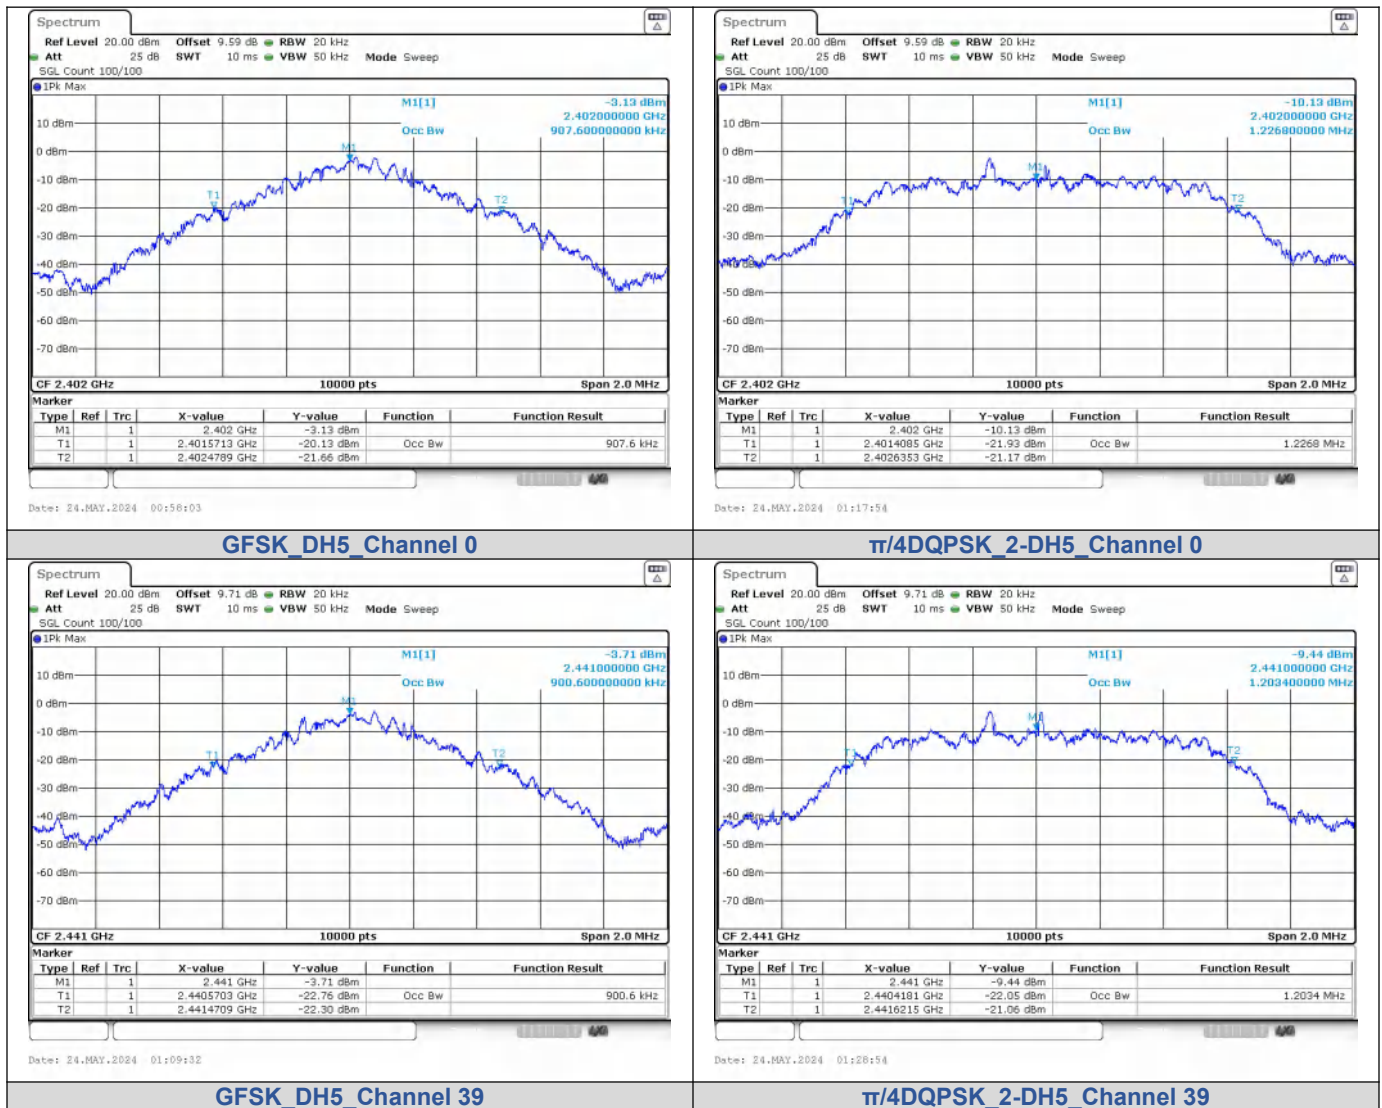 Spectrum
Ref Level 20.00 dBm Offset 9.59 dB RBW 20 kHz
Att 25 dB SWT 10 ms VBW 50 kHz Mode Sweep
SGL Count 100/100
1Pk Max
M1[1] -3.13 dBm
2.402000000 GHz
Occ Bw 907.600000000 kHz
10 dBm
0 dBm
-10 dBm
-20 dBm
-30 dBm
-40 dBm
-50 dBm
-60 dBm
-70 dBm
M1
T1
T2
CF 2.402 GHz 10000 pts Span 2.0 MHz
Marker
Type Ref Trc X-value Y-value Function Function Result
M1 1 2.402 GHz -3.13 dBm
T1 1 2.4015713 GHz -20.13 dBm Occ Bw 907.6 kHz
T2 1 2.4024789 GHz -21.66 dBm
Date: 24.MAY.2024 00:58:03
GFSK_DH5_Channel 0
Spectrum
Ref Level 20.00 dBm Offset 9.59 dB RBW 20 kHz
Att 25 dB SWT 10 ms VBW 50 kHz Mode Sweep
SGL Count 100/100
1Pk Max
M1[1] -10.13 dBm
2.402000000 GHz
Occ Bw 1.226800000 MHz
10 dBm
0 dBm
-10 dBm
-20 dBm
-30 dBm
-40 dBm
-50 dBm
-60 dBm
-70 dBm
M1
T1
T2
CF 2.402 GHz 10000 pts Span 2.0 MHz
Marker
Type Ref Trc X-value Y-value Function Function Result
M1 1 2.402 GHz -10.13 dBm
T1 1 2.4014085 GHz -21.93 dBm Occ Bw 1.2268 MHz
T2 1 2.4026353 GHz -21.17 dBm
Date: 24.MAY.2024 01:17:54
π/4DQPSK_2-DH5_Channel 0
Spectrum
Ref Level 20.00 dBm Offset 9.71 dB RBW 20 kHz
Att 25 dB SWT 10 ms VBW 50 kHz Mode Sweep
SGL Count 100/100
1Pk Max
M1[1] -3.71 dBm
2.441000000 GHz
Occ Bw 900.600000000 kHz
10 dBm
0 dBm
-10 dBm
-20 dBm
-30 dBm
-40 dBm
-50 dBm
-60 dBm
-70 dBm
M1
T1
T2
CF 2.441 GHz 10000 pts Span 2.0 MHz
Marker
Type Ref Trc X-value Y-value Function Function Result
M1 1 2.441 GHz -3.71 dBm
T1 1 2.4405703 GHz -22.76 dBm Occ Bw 900.6 kHz
T2 1 2.4414709 GHz -22.30 dBm
Date: 24.MAY.2024 01:09:32
GFSK_DH5_Channel 39
Spectrum
Ref Level 20.00 dBm Offset 9.71 dB RBW 20 kHz
Att 25 dB SWT 10 ms VBW 50 kHz Mode Sweep
SGL Count 100/100
1Pk Max
M1[1] -9.44 dBm
2.441000000 GHz
Occ Bw 1.203400000 MHz
10 dBm
0 dBm
-10 dBm
-20 dBm
-30 dBm
-40 dBm
-50 dBm
-60 dBm
-70 dBm
M1
T1
T2
CF 2.441 GHz 10000 pts Span 2.0 MHz
Marker
Type Ref Trc X-value Y-value Function Function Result
M1 1 2.441 GHz -9.44 dBm
T1 1 2.4404181 GHz -22.05 dBm Occ Bw 1.2034 MHz
T2 1 2.4416215 GHz -21.06 dBm
Date: 24.MAY.2024 01:28:54
π/4DQPSK_2-DH5_Channel 39